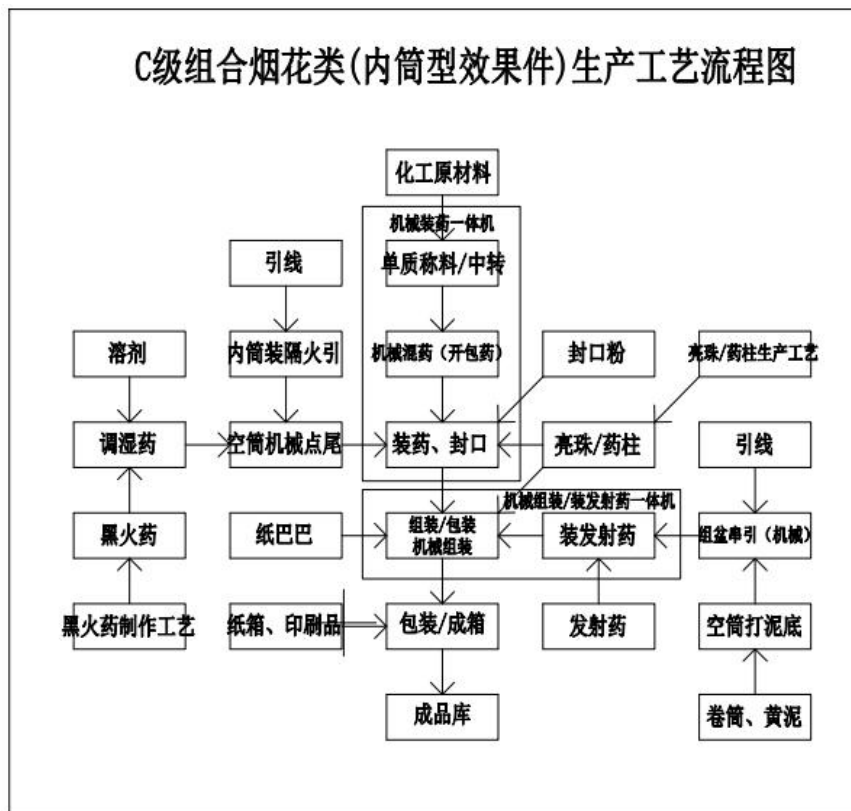 C级组合烟花类(内筒型效果件)生产工艺流程图
化工原材料
机械装药一体机
引线
单质称料/中转
溶剂
内筒装隔火引
机械混药（开包药）
封口粉
亮珠/药柱生产工艺
调湿药
空筒机械点尾
装药、封口
亮珠/药柱
引线
机械组装/装发射药一体机
黑火药
纸巴巴
组装/包装
机械组装
装发射药
组盆串引（机械）
黑火药制作工艺
纸箱、印刷品
包装/成箱
发射药
空筒打泥底
成品库
卷筒、黄泥